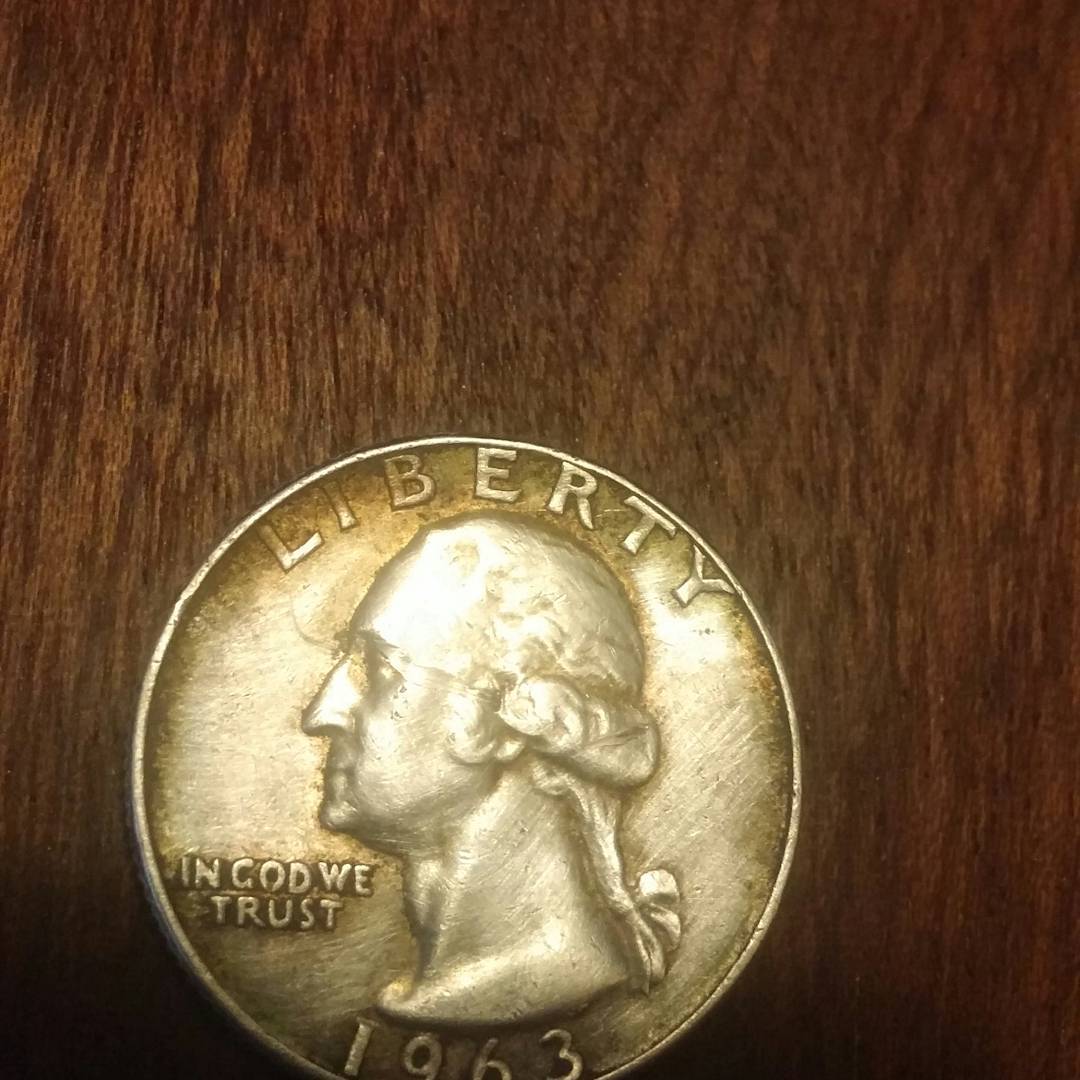 LIBERTY
IN GOD WE
TRUST
1963